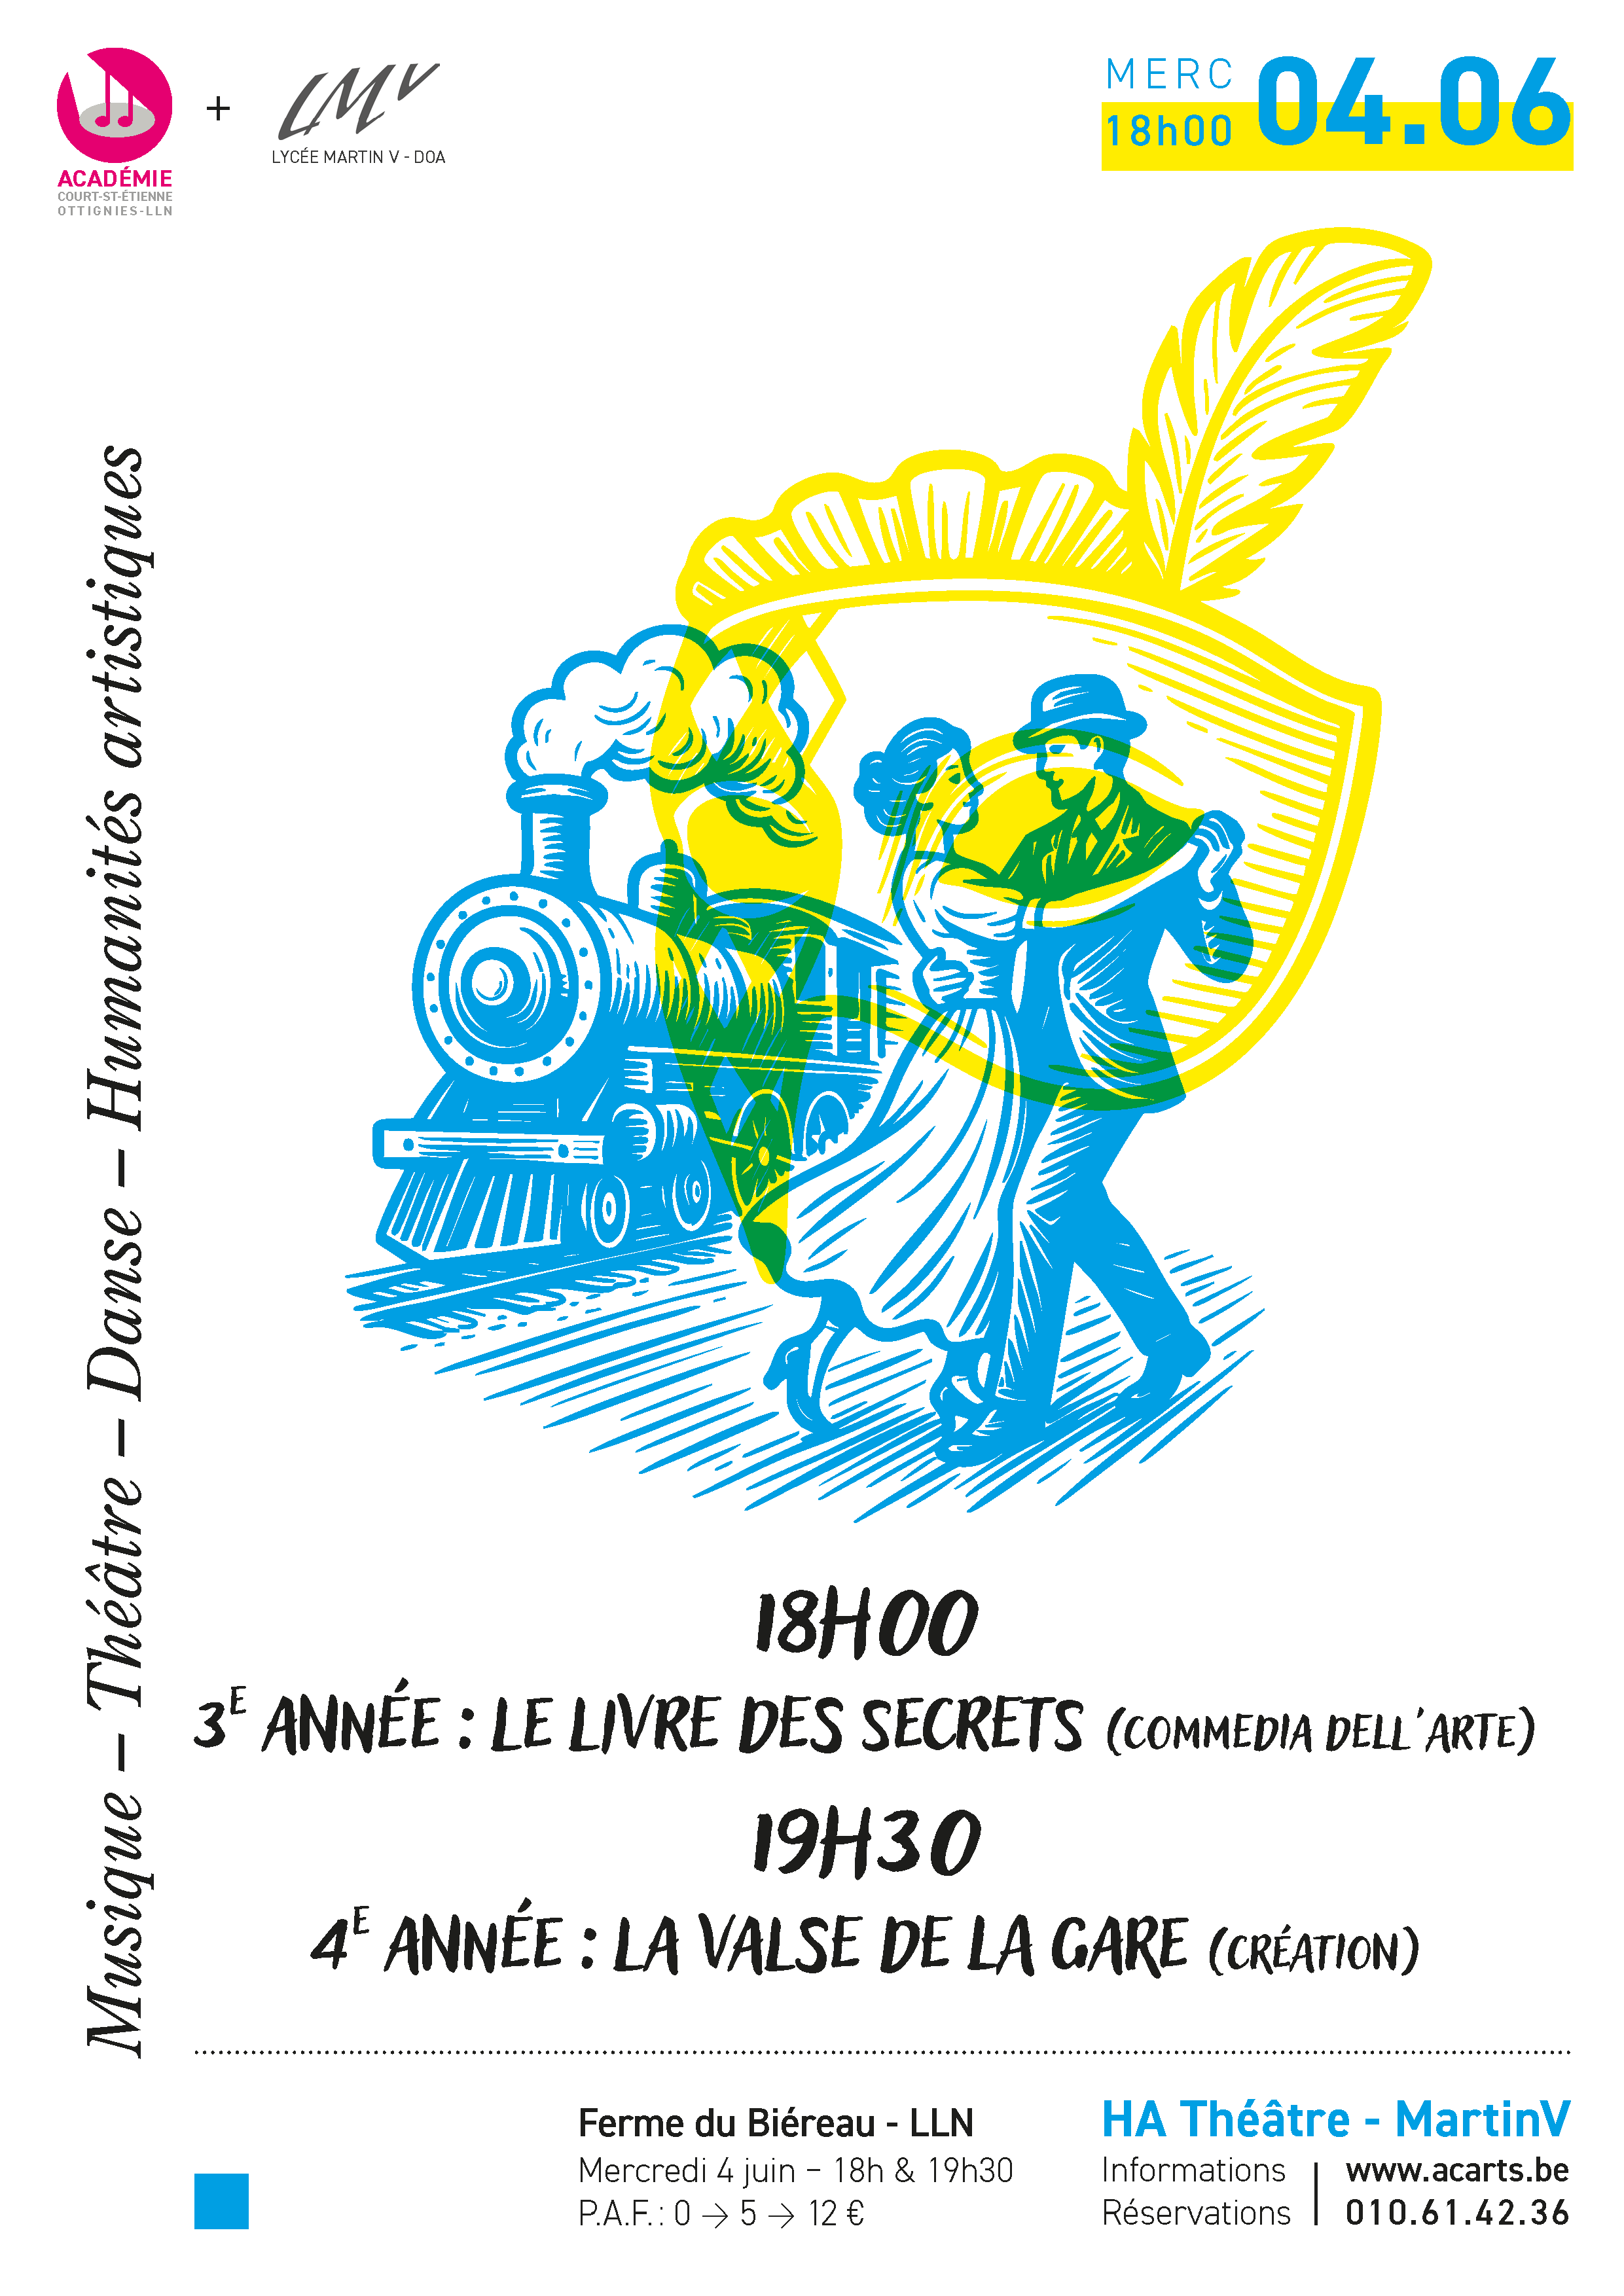 ACADÉMIE
COURT-ST-ÉTIENNE
OTTIGNIES-LLN
+
LMV
LYCÉE MARTIN V - DOA
MERC
18h00
04.06
Musique – Théâtre – Danse – Humanités artistiques
18H00
3E ANNÉE : LE LIVRE DES SECRETS (COMMEDIA DELL'ARTE)
19H30
4E ANNÉE : LA VALSE DE LA GARE (CRÉATION)
Ferme du Biéreau - LLN
Mercredi 4 juin – 18h & 19h30
P.A.F. : 0 → 5 → 12 €
HA Théâtre - MartinV
Informations | www.acarts.be
Réservations | 010.61.42.36